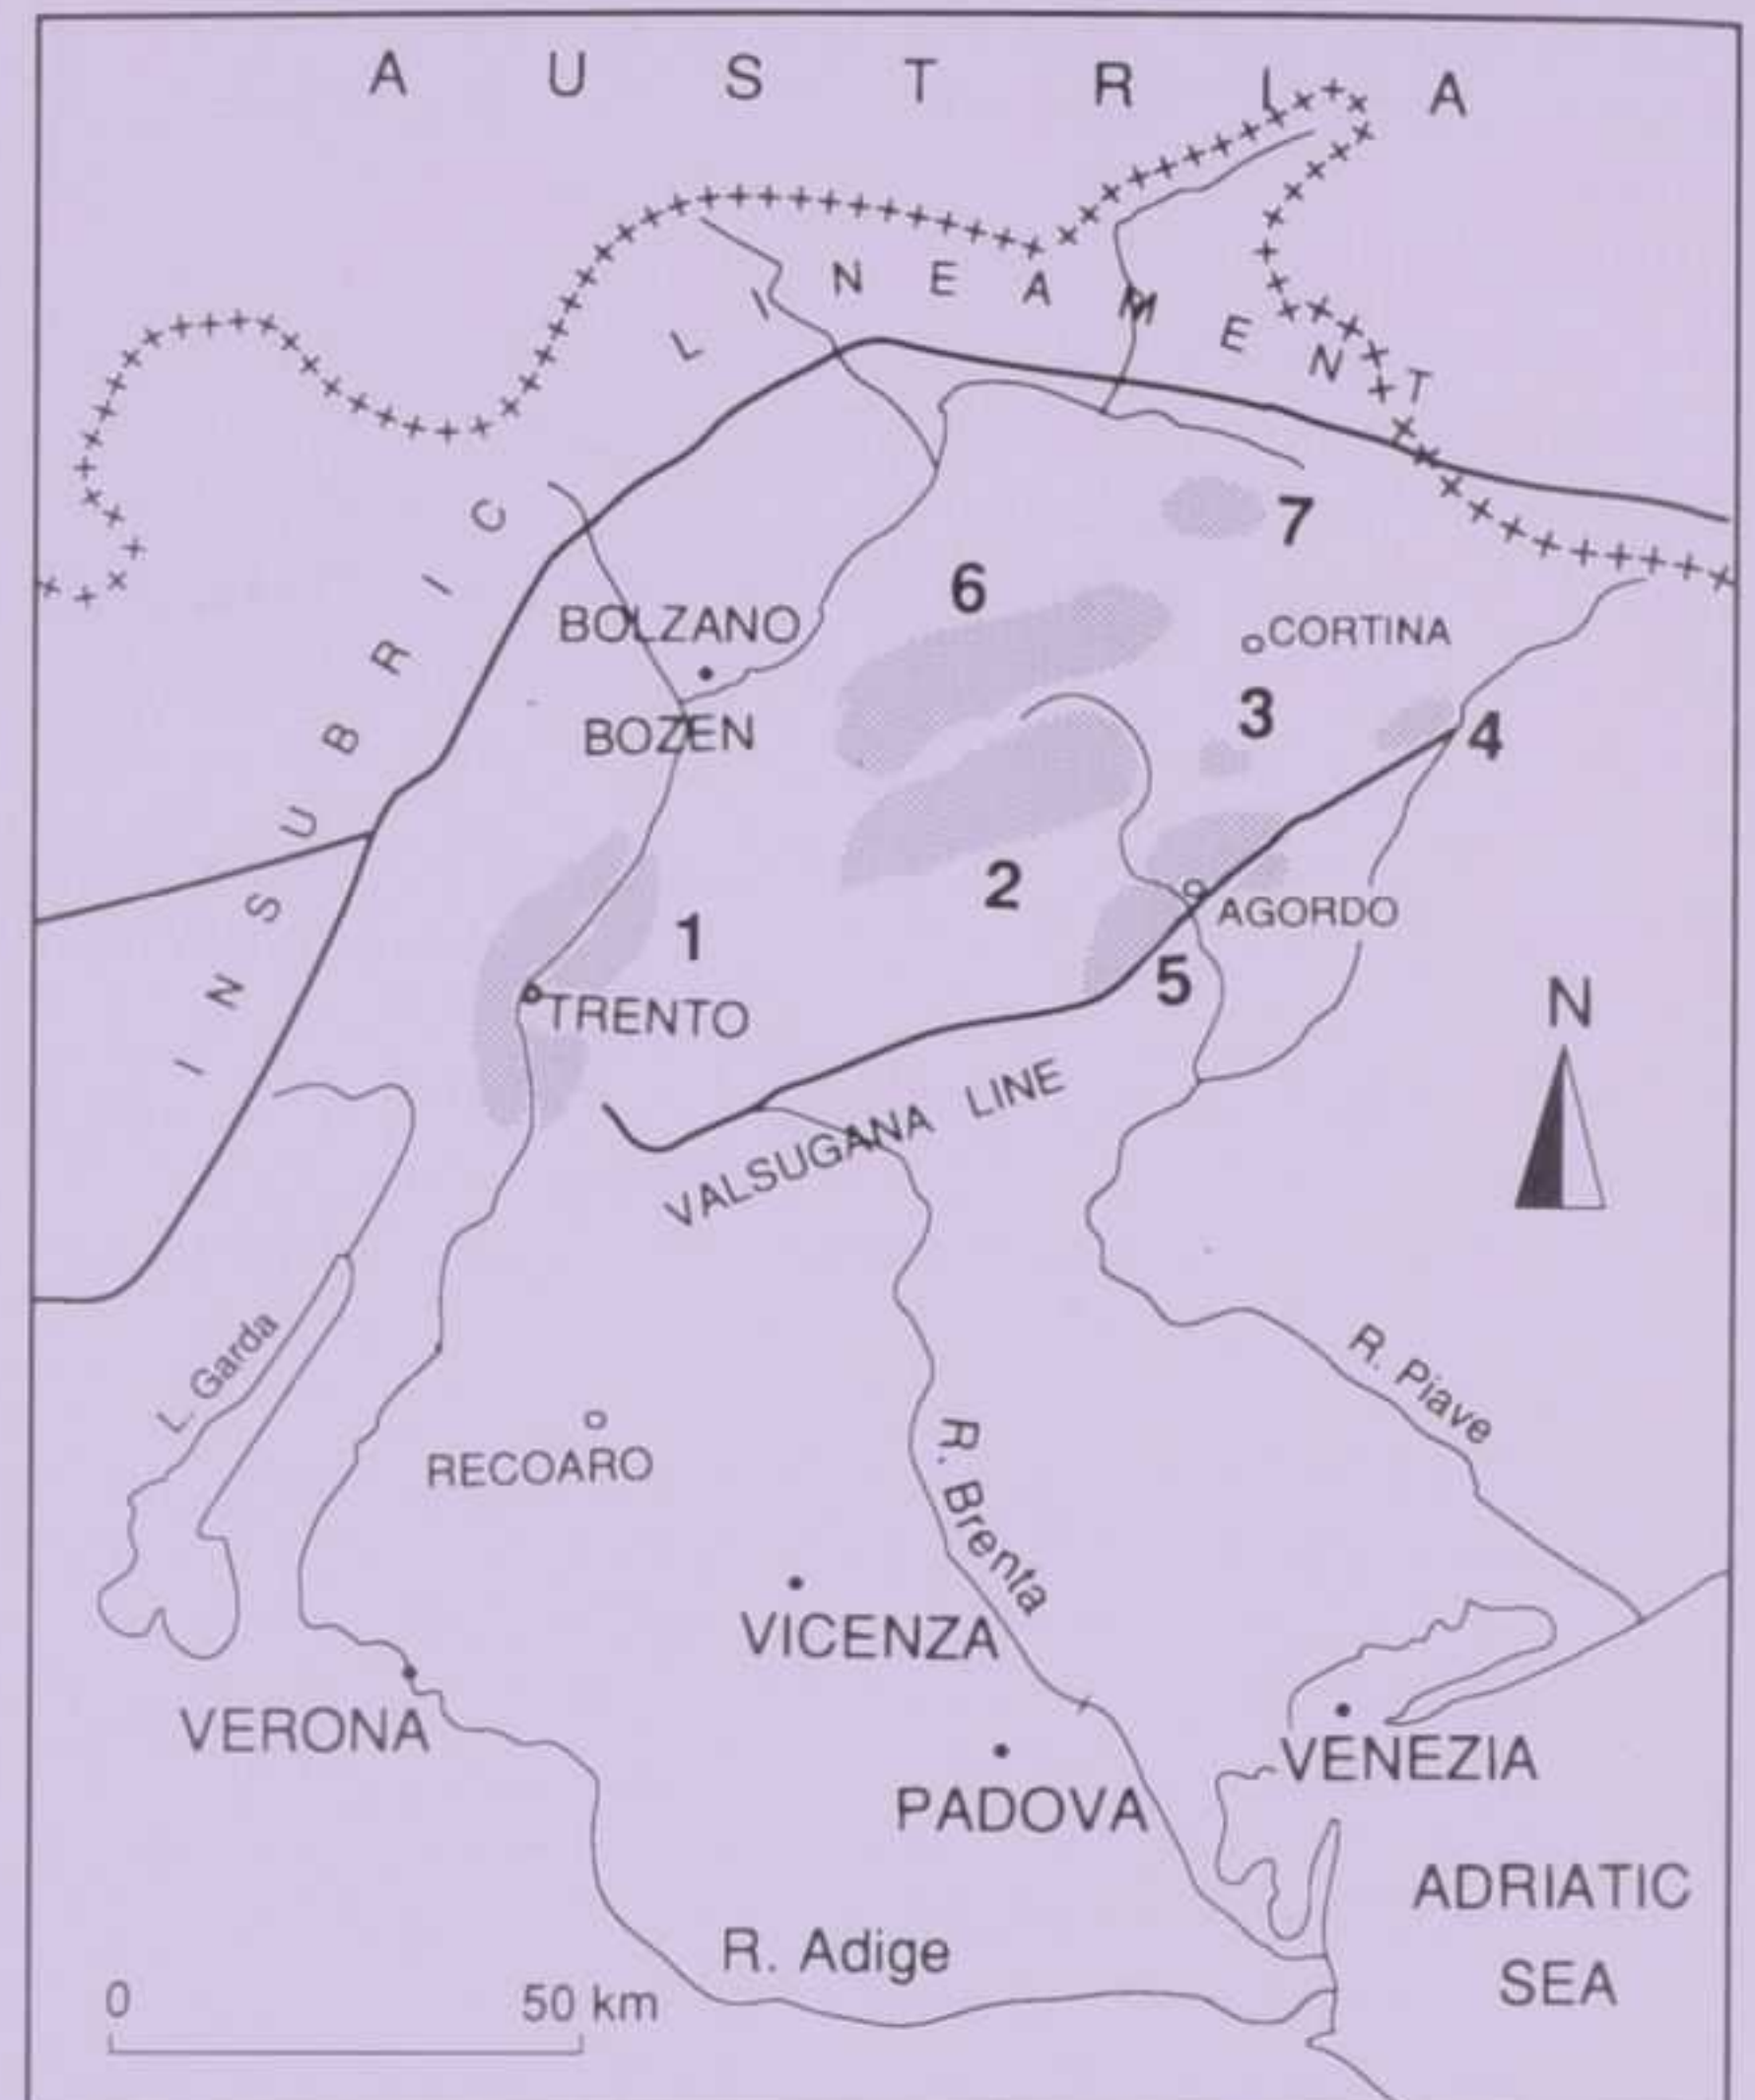 AUSTRIA
INSUBRIC LINEAMENT
7
6
BOLZANO
CORTINA
BOZEN
3
4
2
1
AGORDO
5
TRENTO
N
VALSUGANA LINE
L. Garda
R. Piave
RECOARO
R. Brenta
VICENZA
VERONA
VENEZIA
PADOVA
ADRIATIC
SEA
R. Adige
0 50 km